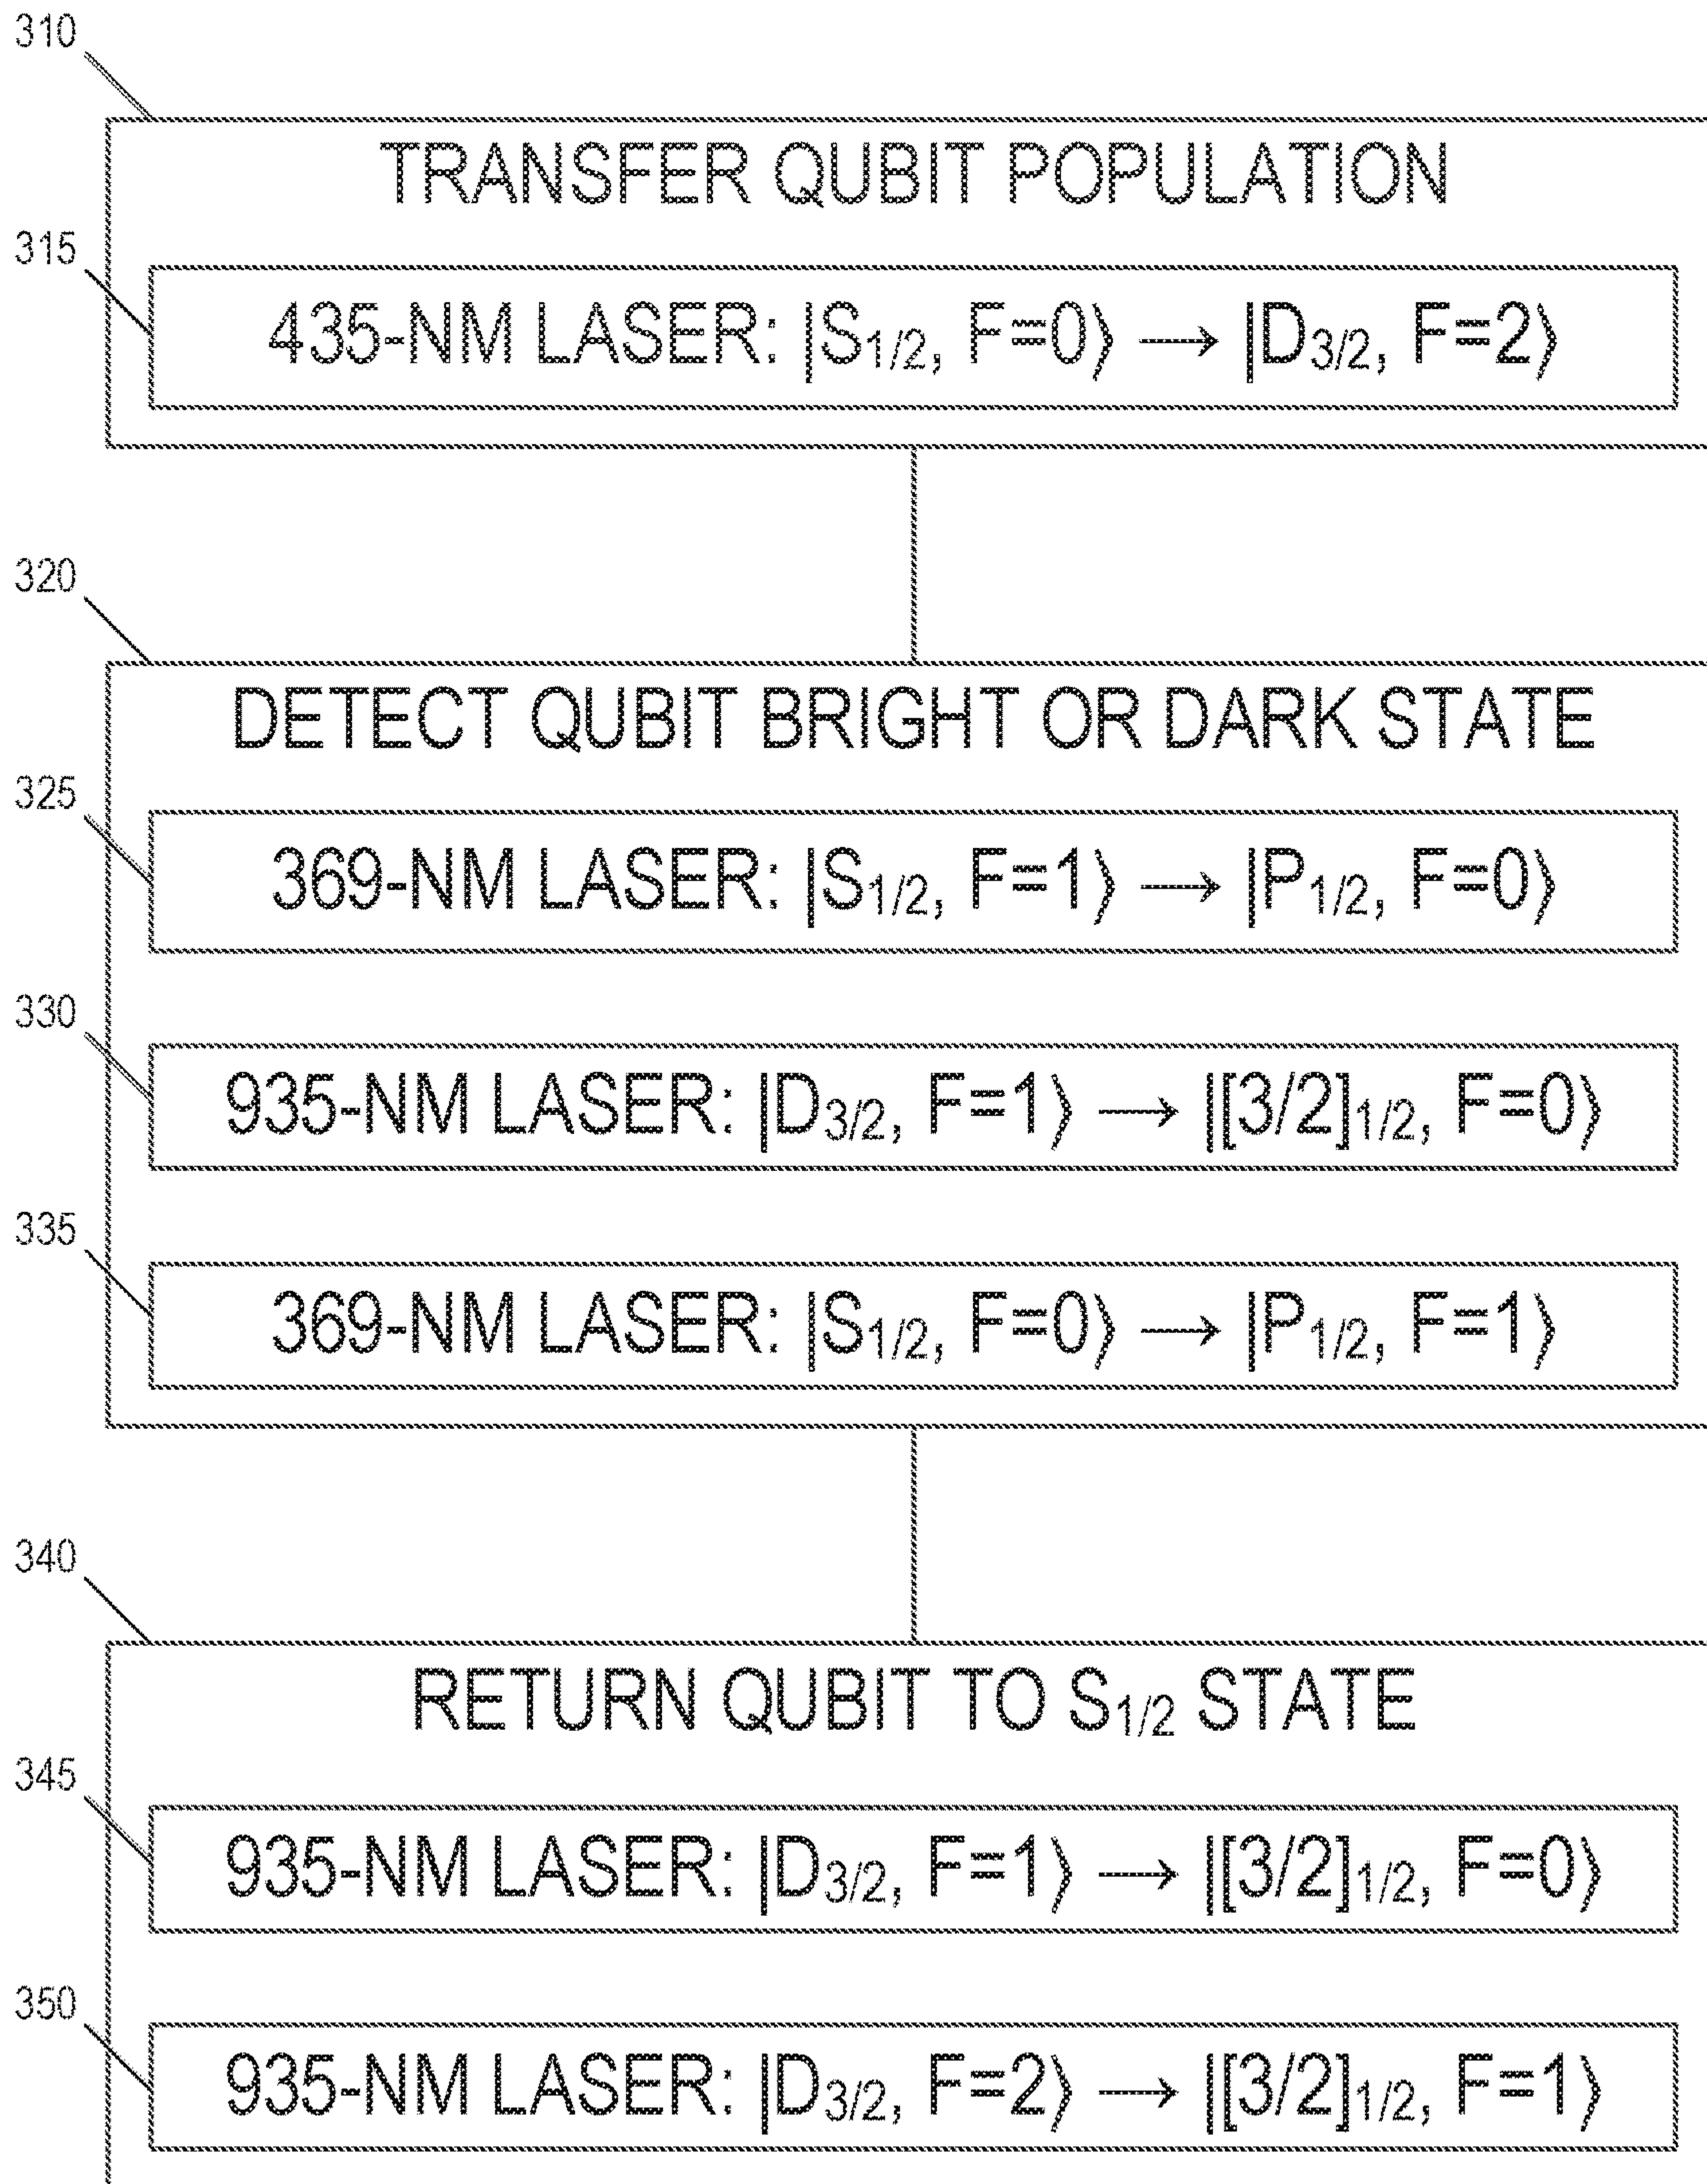 310
TRANSFER QUBIT POPULATION
315
435-NM LASER: |S1/2, F=0⟩ → |D3/2, F=2⟩
320
DETECT QUBIT BRIGHT OR DARK STATE
325
369-NM LASER: |S1/2, F=1⟩ → |P1/2, F=0⟩
330
935-NM LASER: |D3/2, F=1⟩ → |[3/2]1/2, F=0⟩
335
369-NM LASER: |S1/2, F=0⟩ → |P1/2, F=1⟩
340
RETURN QUBIT TO S1/2 STATE
345
935-NM LASER: |D3/2, F=1⟩ → |[3/2]1/2, F=0⟩
350
935-NM LASER: |D3/2, F=2⟩ → |[3/2]1/2, F=1⟩